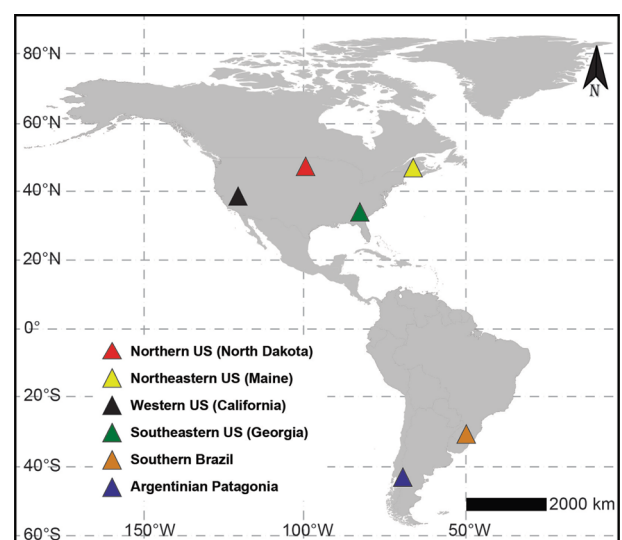 80°N
N
60°N
40°N
20°N
0°
Northern US (North Dakota)
Northeastern US (Maine)
Western US (California)
20°S
Southeastern US (Georgia)
Southern Brazil
40°S
Argentinian Patagonia
2000 km
60°S
150°W 100°W 50°W